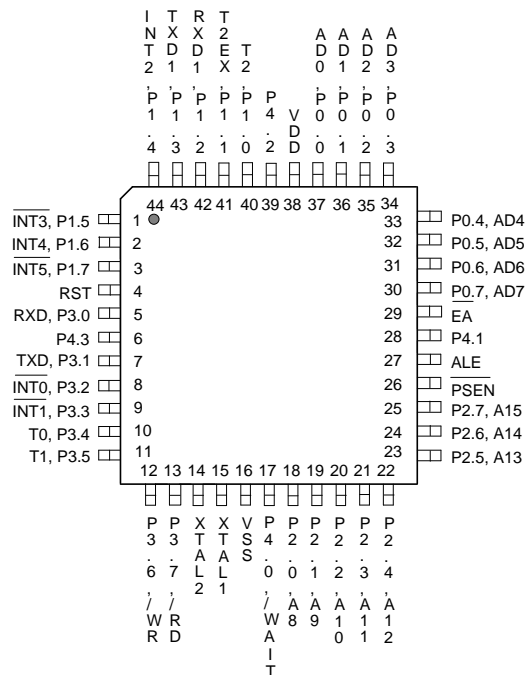 INT2, P1.4
TXD1, P1.3
RXD1, P1.2
T2EX, P1.1
T2, P1.0
P4.2
VDD
AD0, P0.0
AD1, P0.1
AD2, P0.2
AD3, P0.3
44 43 42 41 40 39 38 37 36 35 34
INT3, P1.5 1
INT4, P1.6 2
INT5, P1.7 3
RST 4
RXD, P3.0 5
P4.3 6
TXD, P3.1 7
INT0, P3.2 8
INT1, P3.3 9
T0, P3.4 10
T1, P3.5 11
33 P0.4, AD4
32 P0.5, AD5
31 P0.6, AD6
30 P0.7, AD7
29 EA
28 P4.1
27 ALE
26 PSEN
25 P2.7, A15
24 P2.6, A14
23 P2.5, A13
12 13 14 15 16 17 18 19 20 21 22
P3.6, /WR
P3.7, /RD
XTAL2
XTAL1
VSS
P4.0, /WAIT
P2.0, A8
P2.1, A9
P2.2, A10
P2.3, A11
P2.4, A12